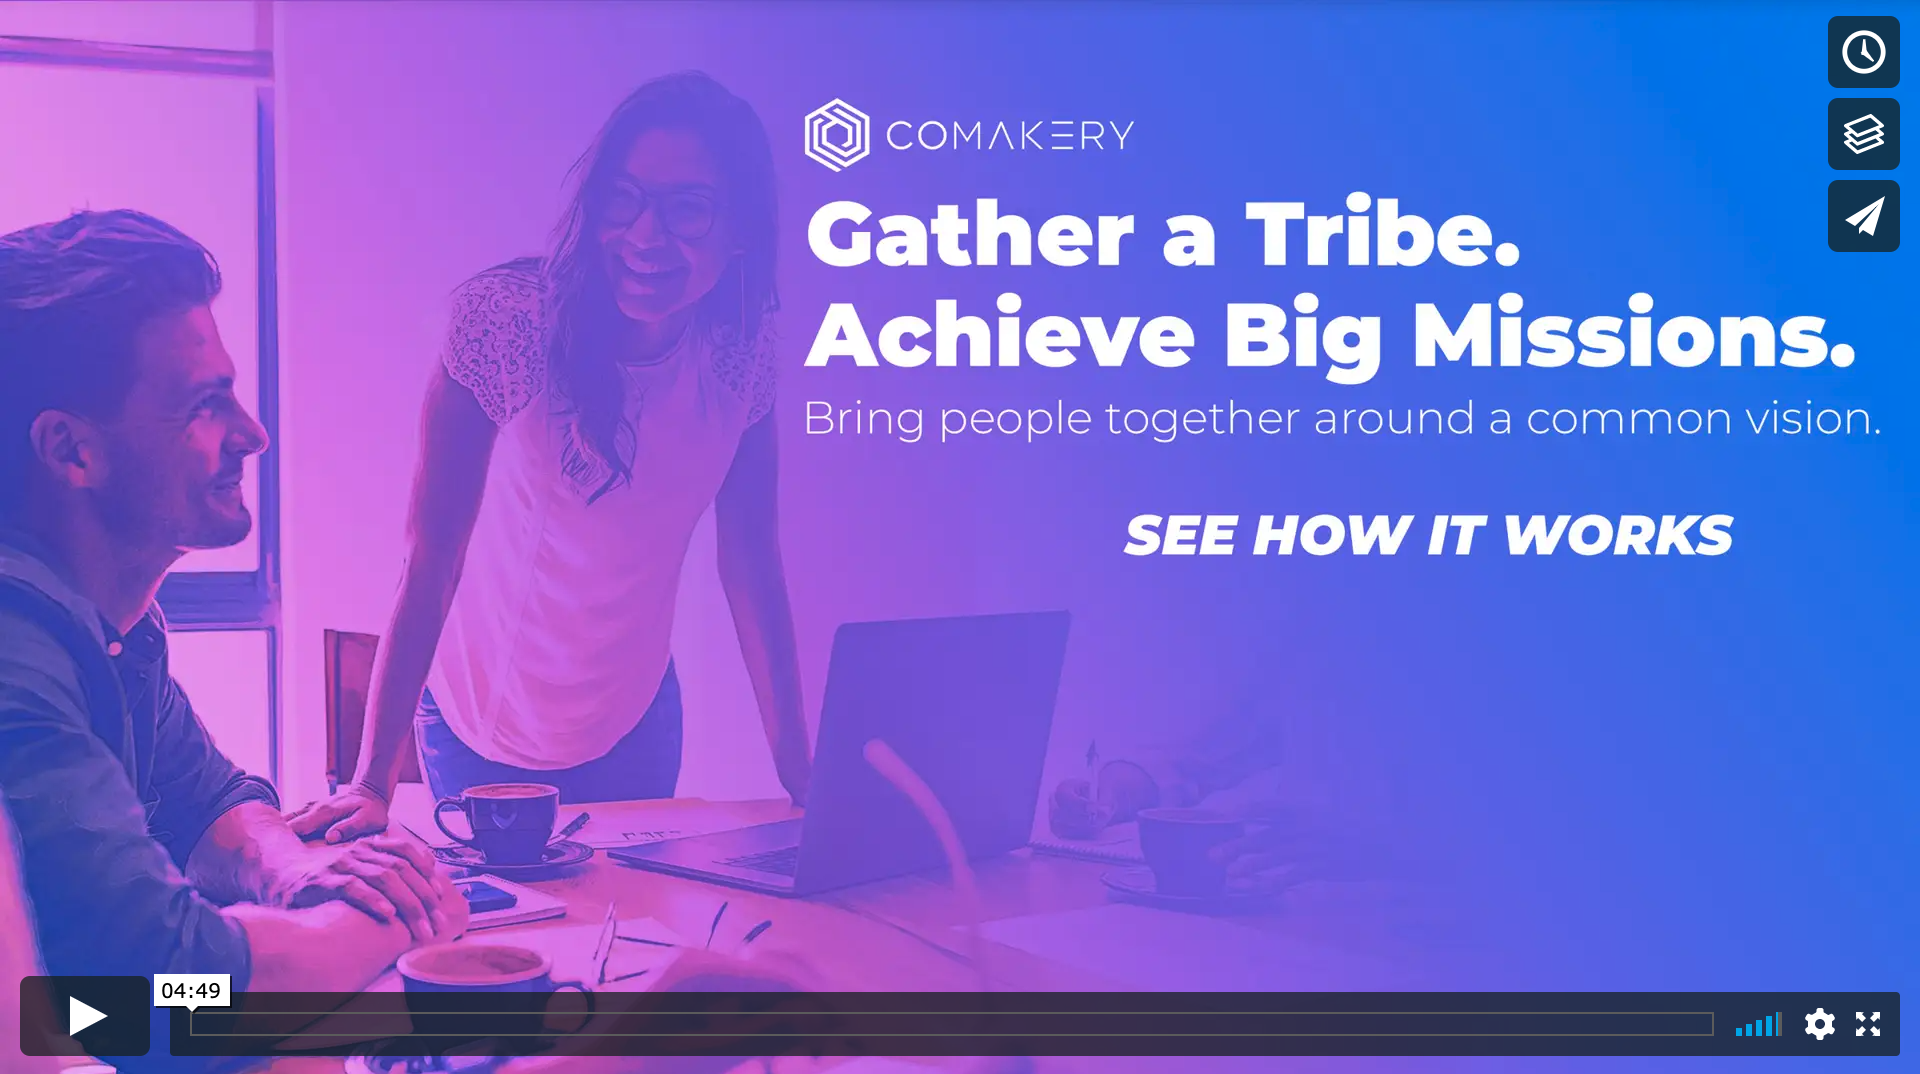 COMAKERY
Gather a Tribe.
Achieve Big Missions.
Bring people together around a common vision.
SEE HOW IT WORKS
04:49